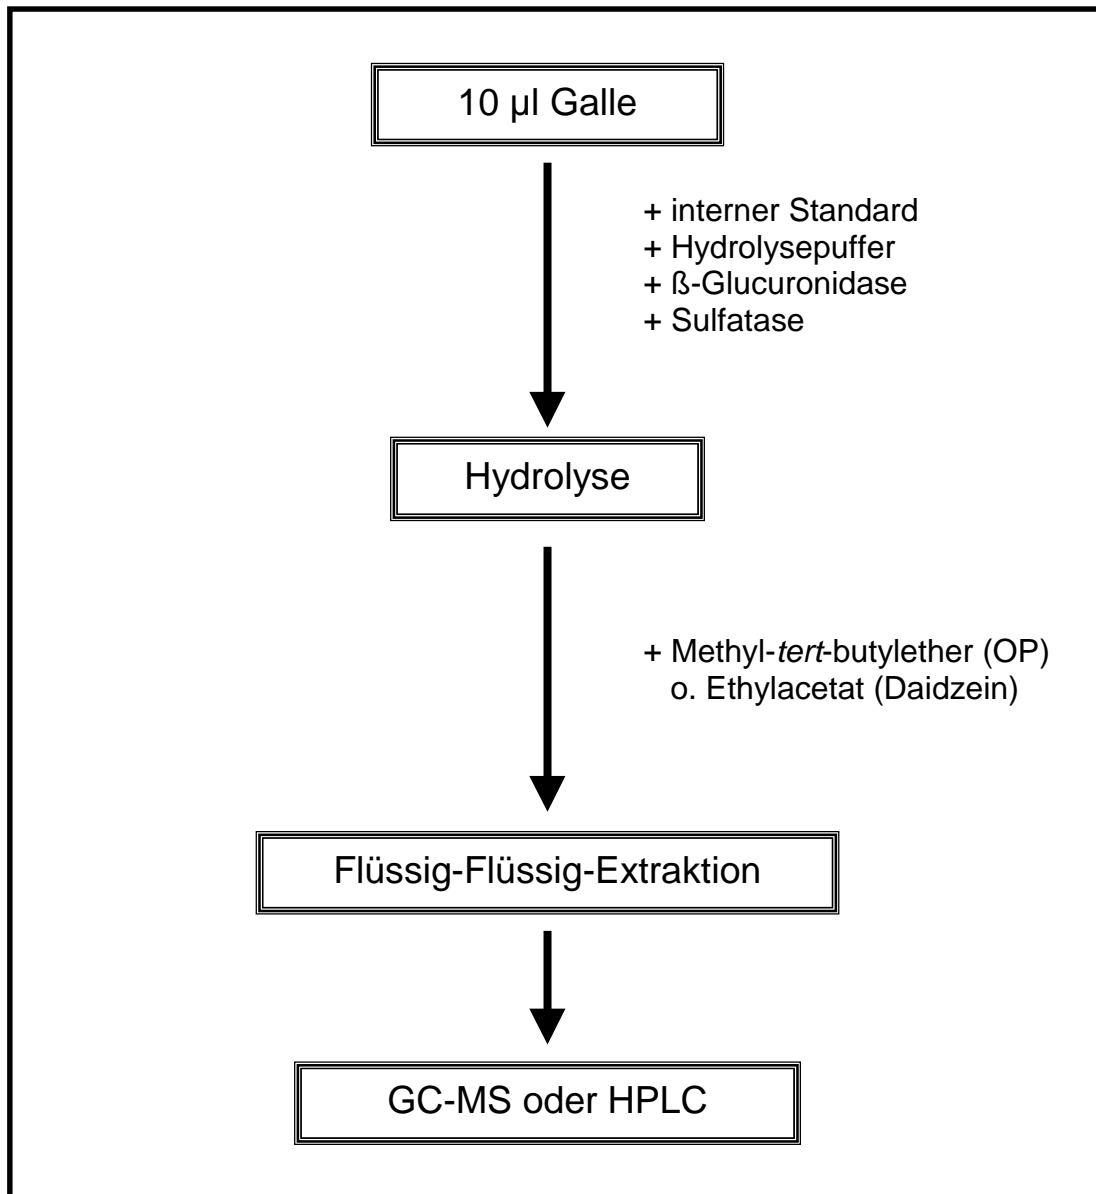 10 µl Galle
+ interner Standard
+ Hydrolysepuffer
+ ß-Glucuronidase
+ Sulfatase
Hydrolyse
+ Methyl-tert-butylether (OP)
o. Ethylacetat (Daidzein)
Flüssig-Flüssig-Extraktion
GC-MS oder HPLC